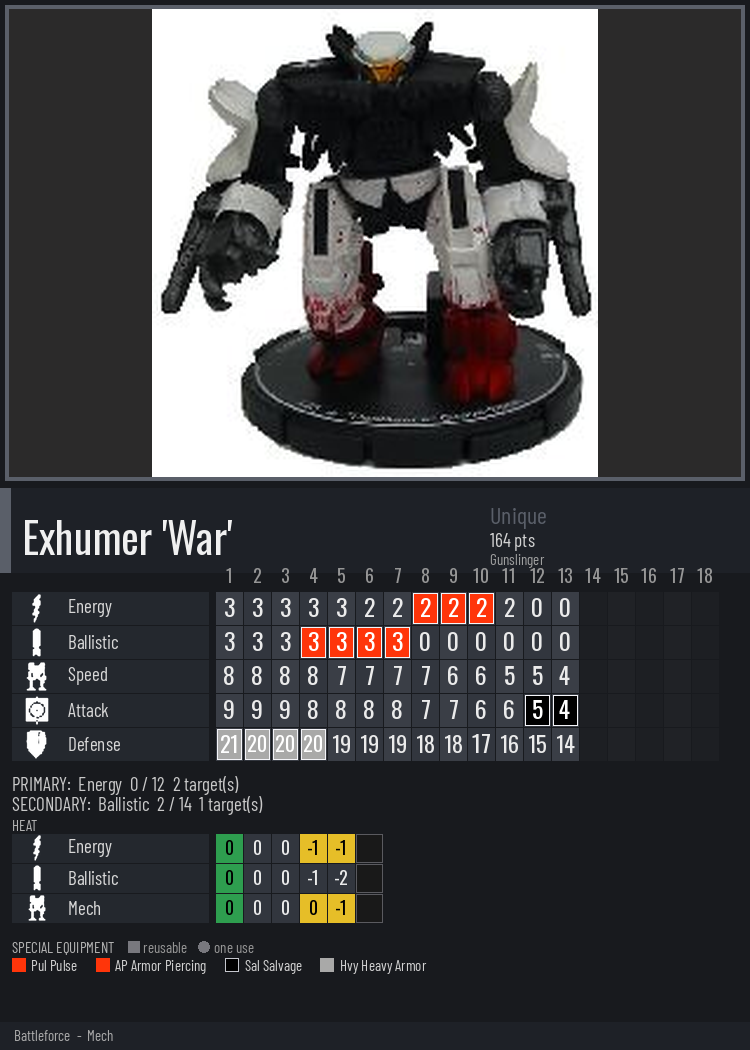 Exhumer 'War'
Unique
164 pts
Gunslinger
1 2 3 4 5 6 7 8 9 10 11 12 13 14 15 16 17 18
Energy 3 3 3 3 3 2 2 2 2 2 2 0 0
Ballistic 3 3 3 3 3 3 3 0 0 0 0 0 0
Speed 8 8 8 8 7 7 7 7 6 6 5 5 4
Attack 9 9 9 8 8 8 8 7 7 6 6 5 4
Defense 21 20 20 20 19 19 19 18 18 17 16 15 14
PRIMARY: Energy 0 / 12 2 target(s)
SECONDARY: Ballistic 2 / 14 1 target(s)
HEAT
Energy 0 0 0 -1 -1
Ballistic 0 0 0 -1 -2
Mech 0 0 0 0 -1
SPECIAL EQUIPMENT reusable one use
Pul Pulse AP Armor Piercing Sal Salvage Hvy Heavy Armor
Battleforce - Mech